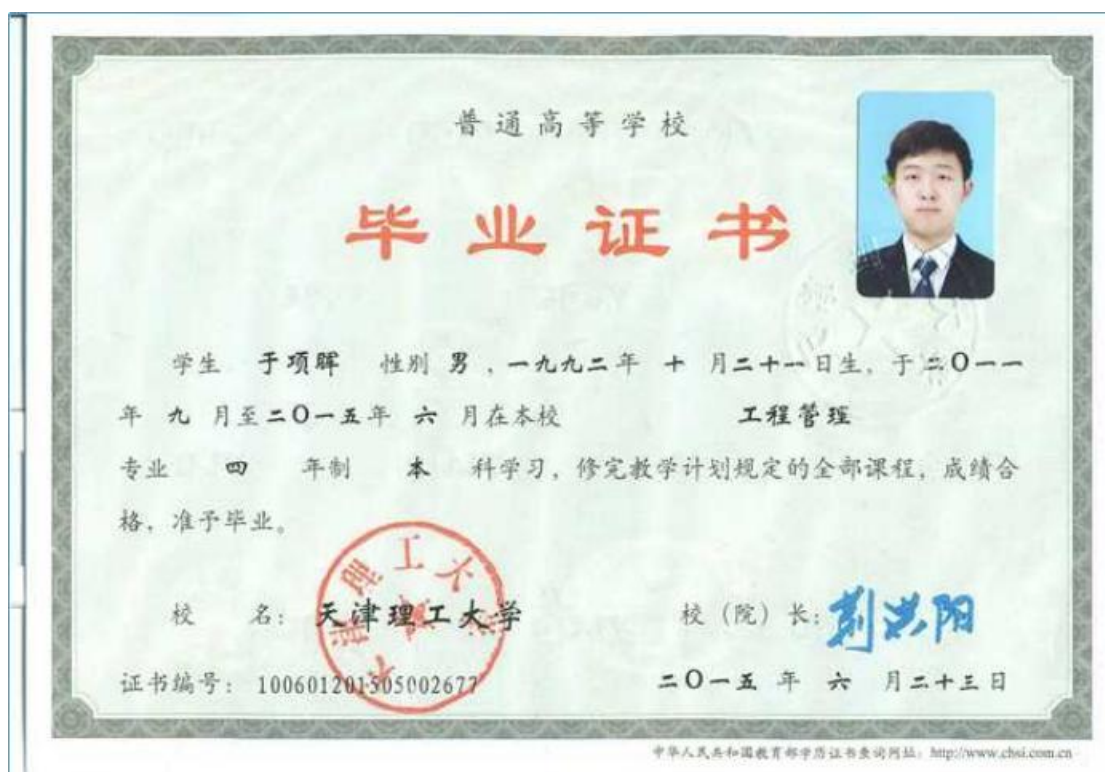 普通高等学校
毕业证书
学生 于项晖 性别 男，一九九二年 十 月二十一日生，于二〇一一
年 九 月至二〇一五年 六 月在本校 工程管理
专业 四 年制 本 科学习，修完教学计划规定的全部课程，成绩合
格，准予毕业。
校 名：天津理工大学
校（院）长：荆洪阳
证书编号：100601201505002677
二〇一五 年 六 月二十三日
中华人民共和国教育部学历证书查询网址：http://www.chsi.com.cn